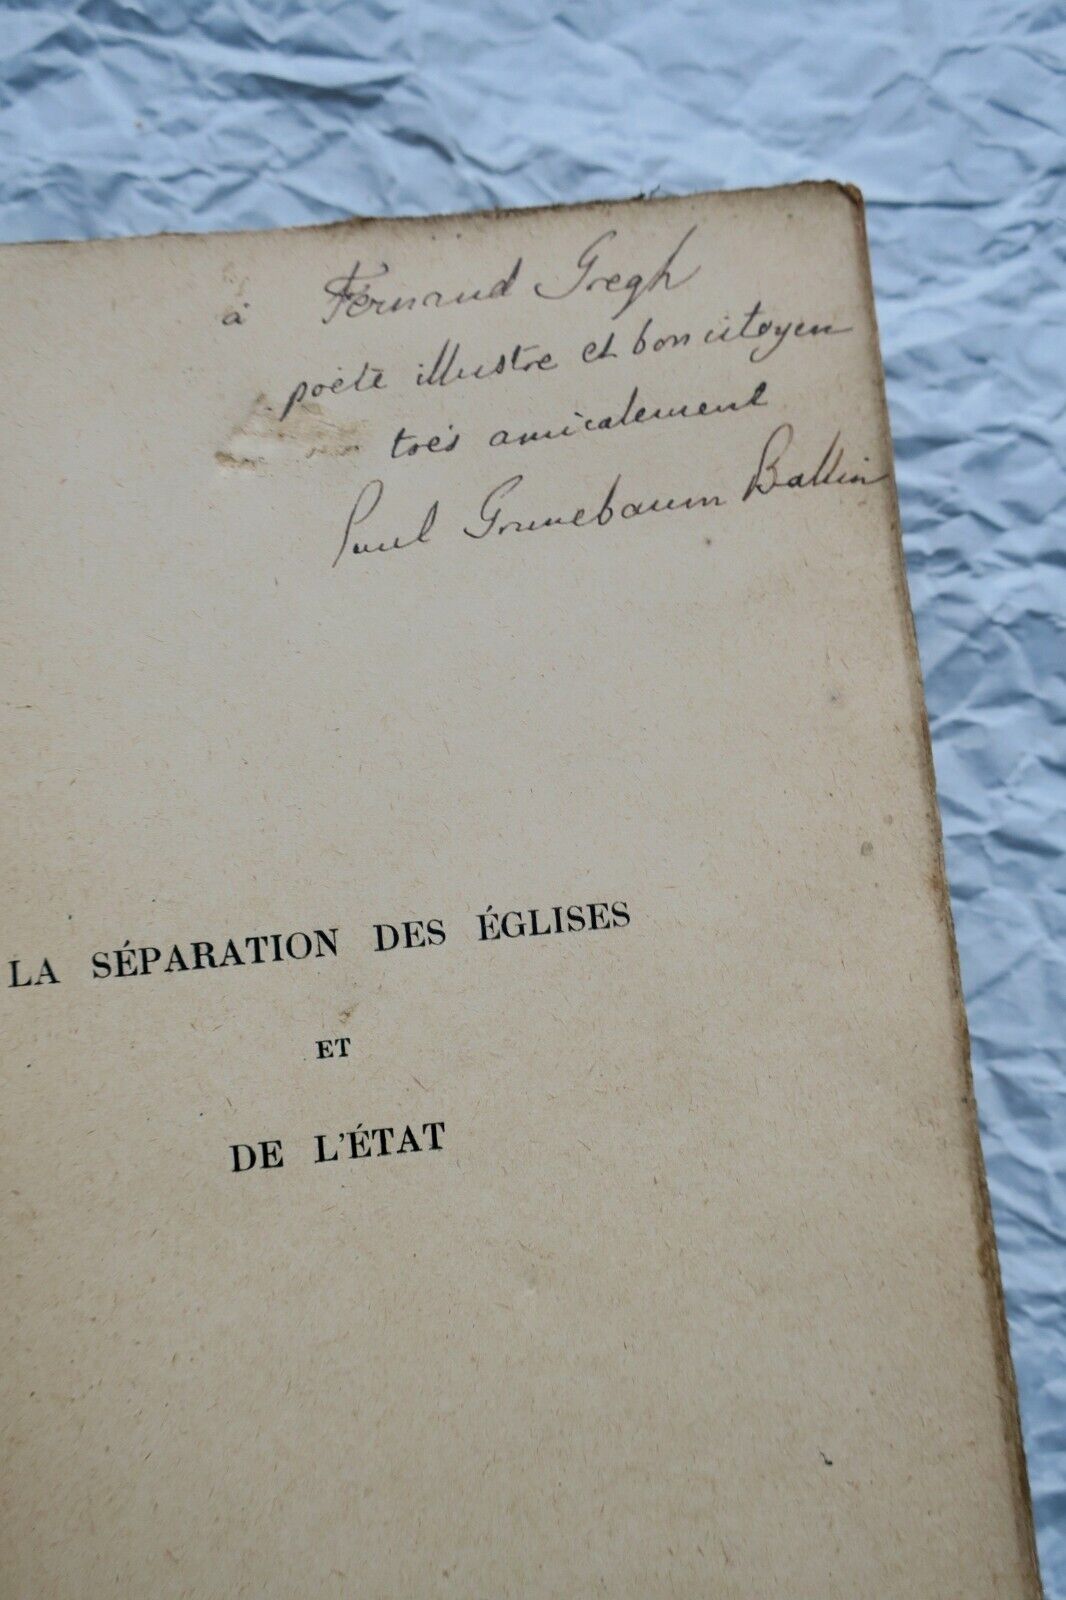 à Fernand Gregh
poète illustre et bon citoyen
très amicalement
Paul Grunebaum Ballin
LA SÉPARATION DES ÉGLISES
ET
DE L'ÉTAT